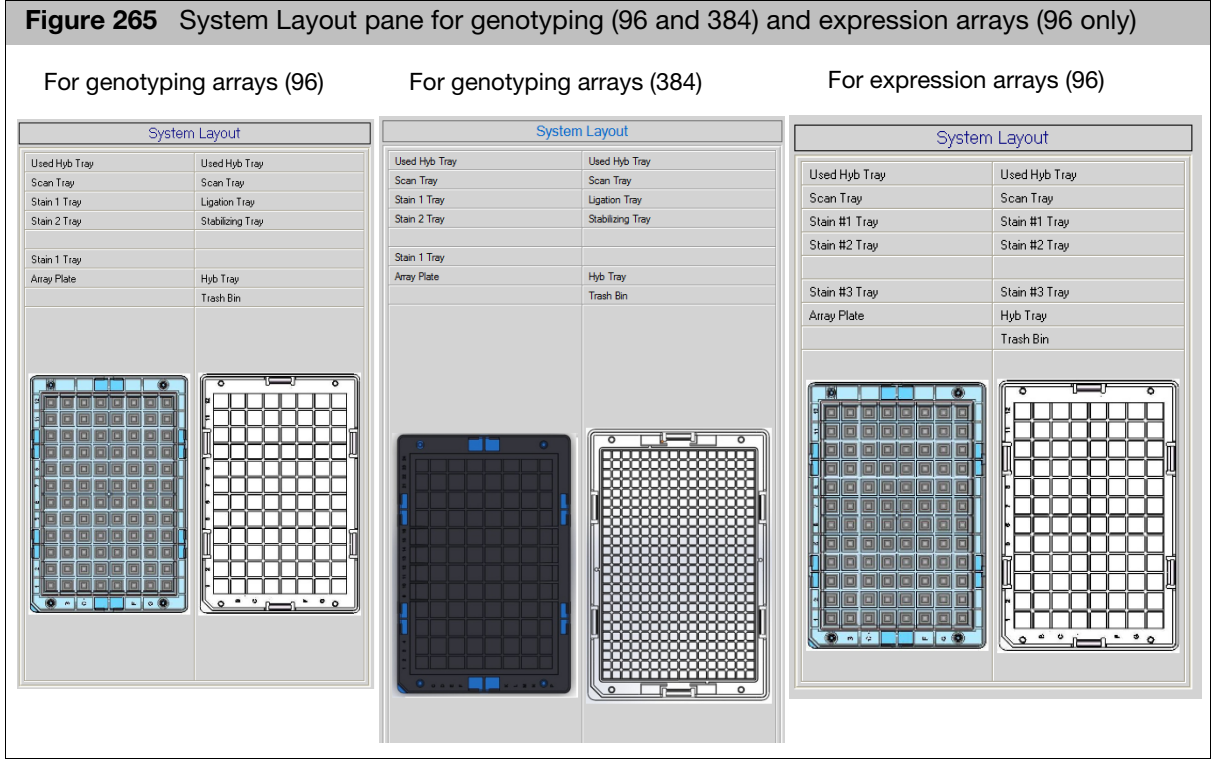 Figure 265 System Layout pane for genotyping (96 and 384) and expression arrays (96 only)
For genotyping arrays (96)
System Layout
Used Hyb Tray Used Hyb Tray
Scan Tray Scan Tray
Stain 1 Tray Ligation Tray
Stain 2 Tray Stabilizing Tray
Stain 1 Tray
Array Plate Hyb Tray
Trash Bin
For genotyping arrays (384)
System Layout
Used Hyb Tray Used Hyb Tray
Scan Tray Scan Tray
Stain 1 Tray Ligation Tray
Stain 2 Tray Stabilizing Tray
Stain 1 Tray
Array Plate Hyb Tray
Trash Bin
For expression arrays (96)
System Layout
Used Hyb Tray Used Hyb Tray
Scan Tray Scan Tray
Stain #1 Tray Stain #1 Tray
Stain #2 Tray Stain #2 Tray
Stain #3 Tray Stain #3 Tray
Array Plate Hyb Tray
Trash Bin